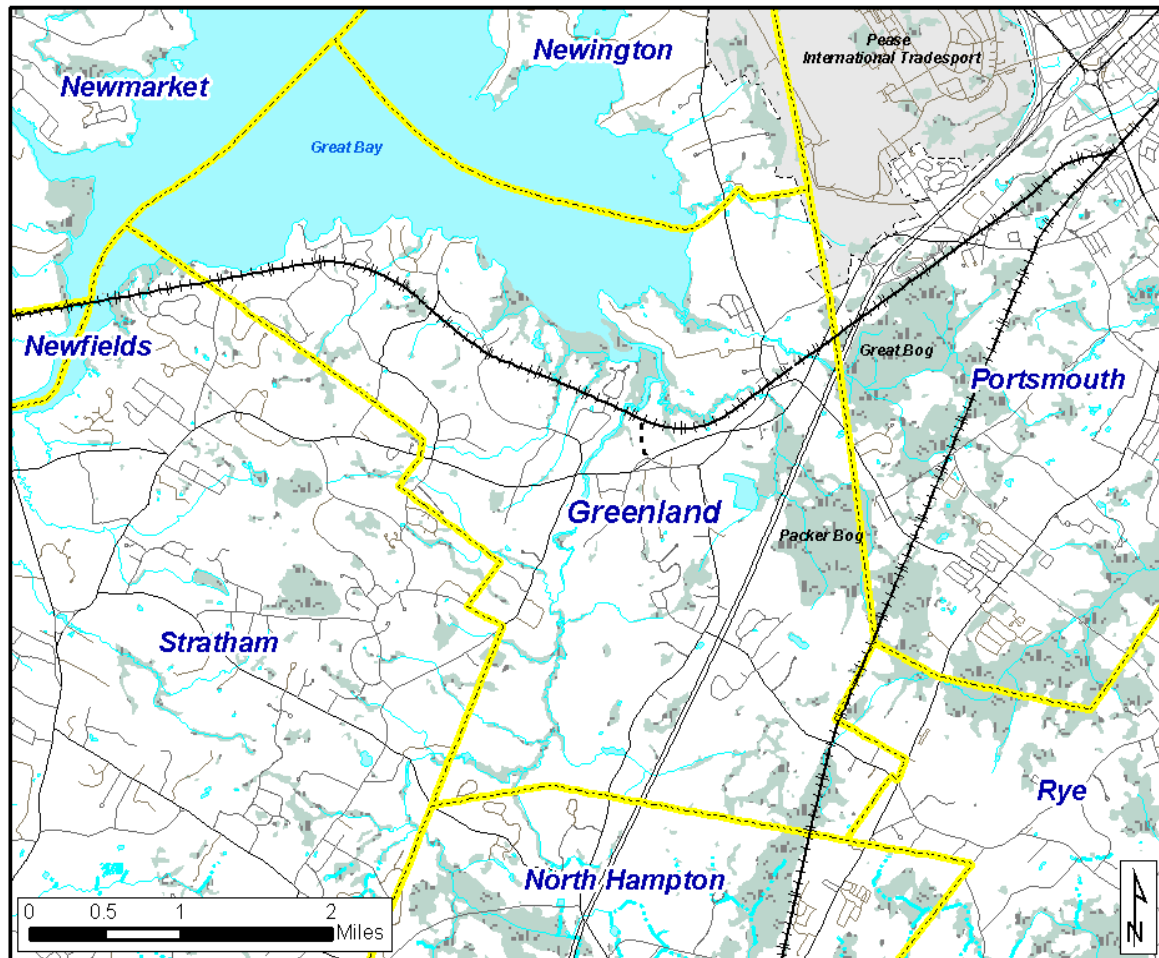 Newmarket
Newington
Pease
International Tradesport
Great Bay
Newfields
Great Bog
Portsmouth
Greenland
Packer Bog
Stratham
Rye
North Hampton
0 0.5 1 2
Miles
N